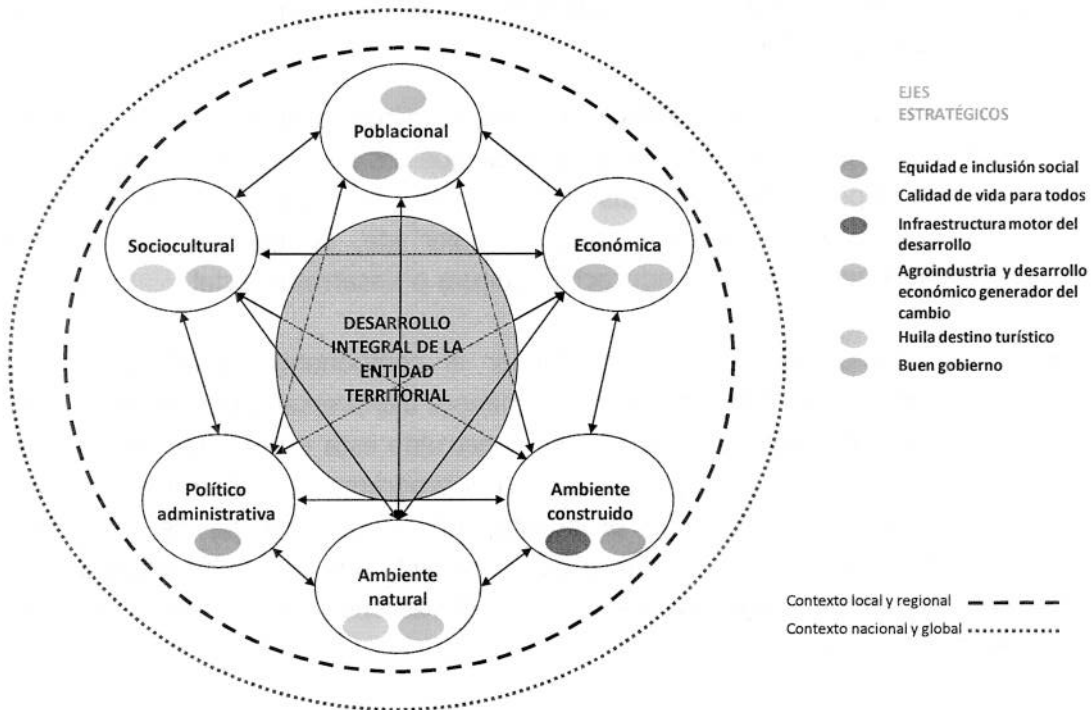 Poblacional
Sociocultural
Económica
DESARROLLO
INTEGRAL DE LA
ENTIDAD
TERRITORIAL
Político
administrativa
Ambiente
construido
Ambiente
natural
EJES
ESTRATÉGICOS
Equidad e inclusión social
Calidad de vida para todos
Infraestructura motor del
desarrollo
Agroindustria y desarrollo
económico generador del
cambio
Huila destino turístico
Buen gobierno
Contexto local y regional
Contexto nacional y global